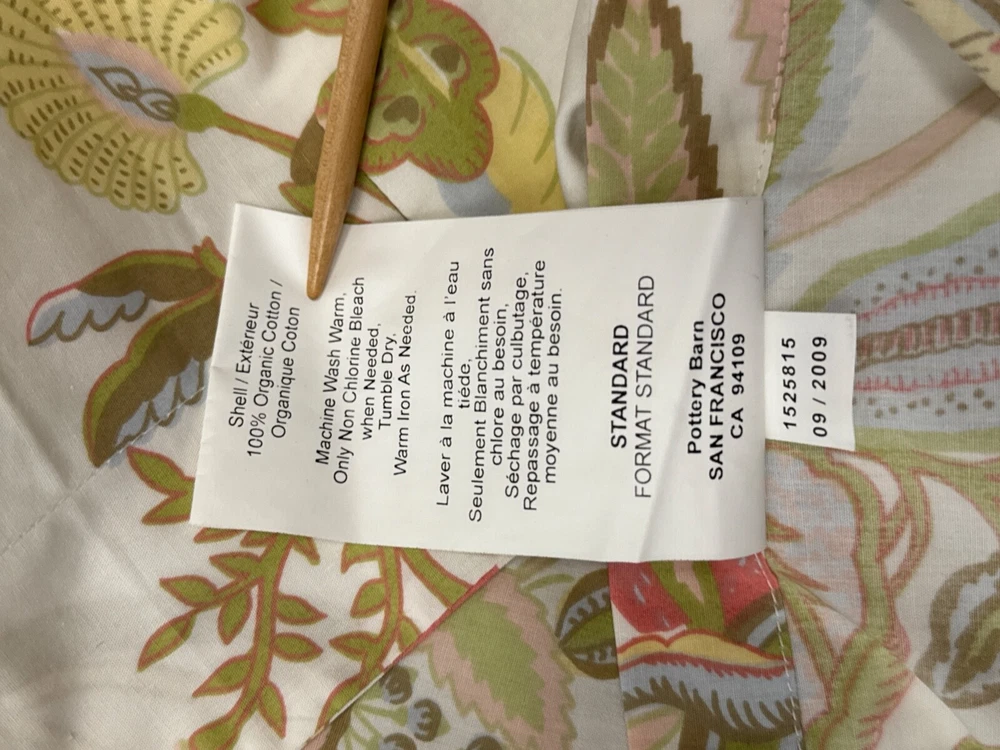 Shell / Extérieur
100% Organic Cotton /
Organique Coton
Machine Wash Warm,
Only Non Chlorine Bleach
when Needed,
Tumble Dry,
Warm Iron As Needed.
Laver à la machine à l'eau
tiéde,
Seulement Blanchiment sans
chlore au besoin,
Séchage par culbutage,
Repassage à température
moyenne au besoin.
STANDARD
FORMAT STANDARD
Pottery Barn
SAN FRANCISCO
CA 94109
1525815
09 / 2009